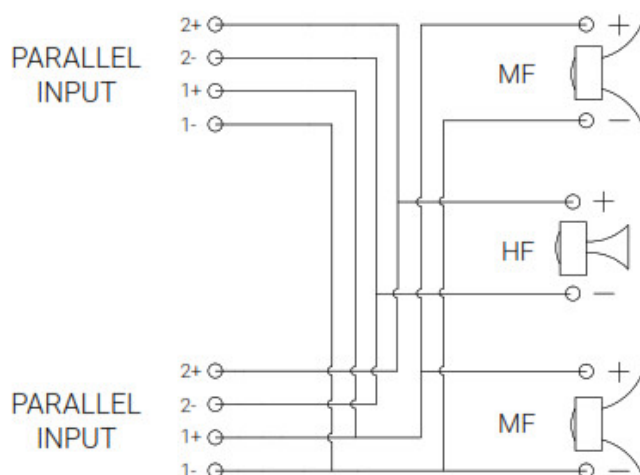 2+
PARALLEL
INPUT
2-
1+
1-
+
MF
−
+
HF
−
2+
PARALLEL
INPUT
2-
1+
1-
+
MF
−